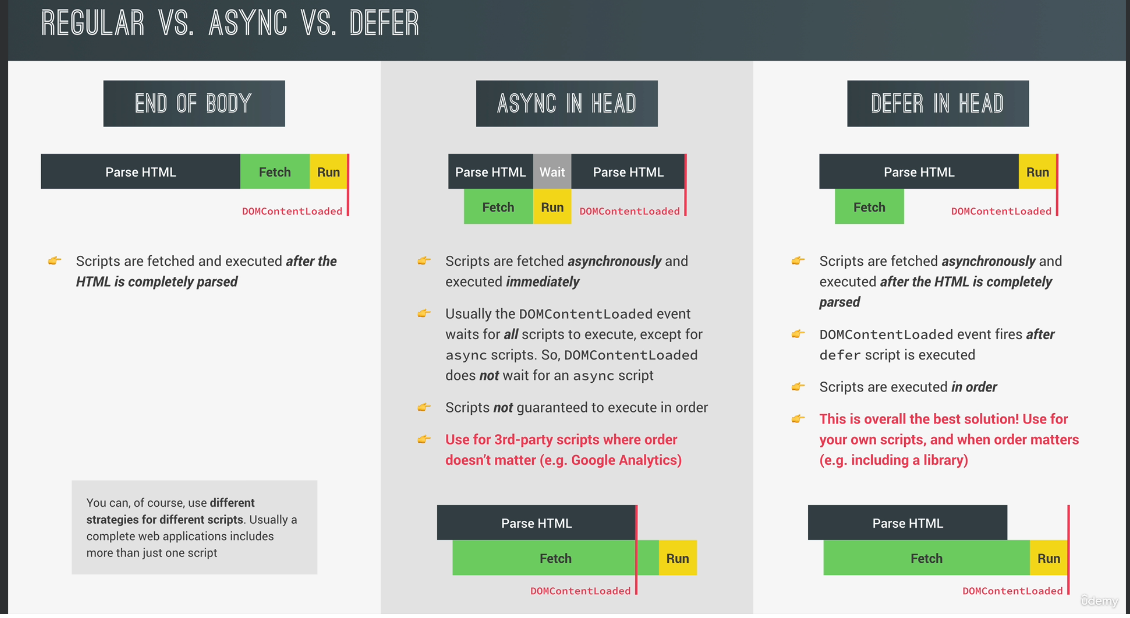 REGULAR VS. ASYNC VS. DEFER
END OF BODY
Parse HTML
Fetch
Run
DOMContentLoaded
👉 Scripts are fetched and executed after the
HTML is completely parsed
You can, of course, use different
strategies for different scripts. Usually a
complete web applications includes
more than just one script
ASYNC IN HEAD
Parse HTML
Wait
Parse HTML
Fetch
Run
DOMContentLoaded
👉 Scripts are fetched asynchronously and
executed immediately
👉 Usually the DOMContentLoaded event
waits for all scripts to execute, except for
async scripts. So, DOMContentLoaded
does not wait for an async script
👉 Scripts not guaranteed to execute in order
👉 Use for 3rd-party scripts where order
doesn't matter (e.g. Google Analytics)
Parse HTML
Fetch
Run
DOMContentLoaded
DEFER IN HEAD
Parse HTML
Run
Fetch
DOMContentLoaded
👉 Scripts are fetched asynchronously and
executed after the HTML is completely
parsed
👉 DOMContentLoaded event fires after
defer script is executed
👉 Scripts are executed in order
👉 This is overall the best solution! Use for
your own scripts, and when order matters
(e.g. including a library)
Parse HTML
Fetch
Run
DOMContentLoaded
ûdemy